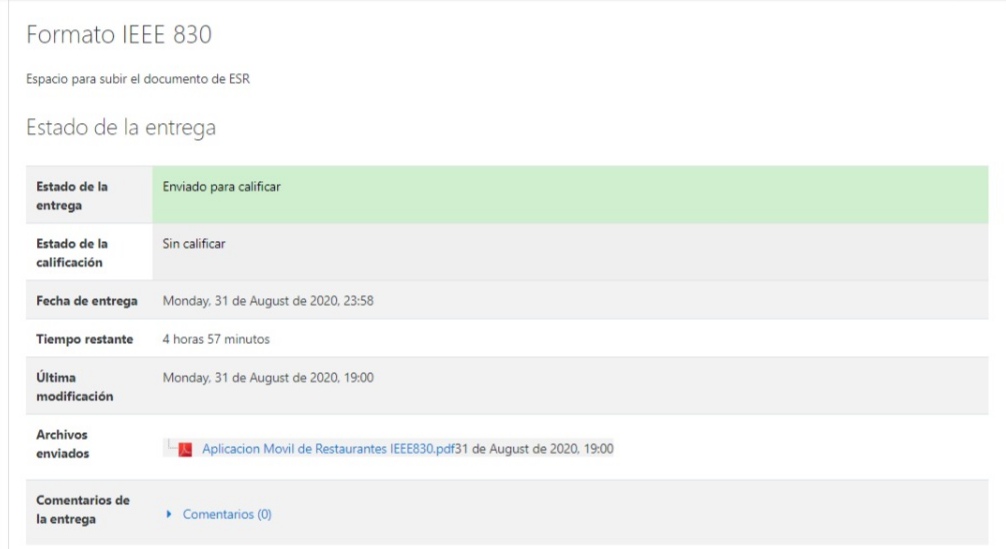 Formato IEEE 830
Espacio para subir el documento de ESR
Estado de la entrega
Estado de la entrega
Enviado para calificar
Estado de la calificación
Sin calificar
Fecha de entrega
Monday, 31 de August de 2020, 23:58
Tiempo restante
4 horas 57 minutos
Última modificación
Monday, 31 de August de 2020, 19:00
Archivos enviados
Aplicacion Movil de Restaurantes IEEE830.pdf31 de August de 2020, 19:00
Comentarios de la entrega
Comentarios (0)